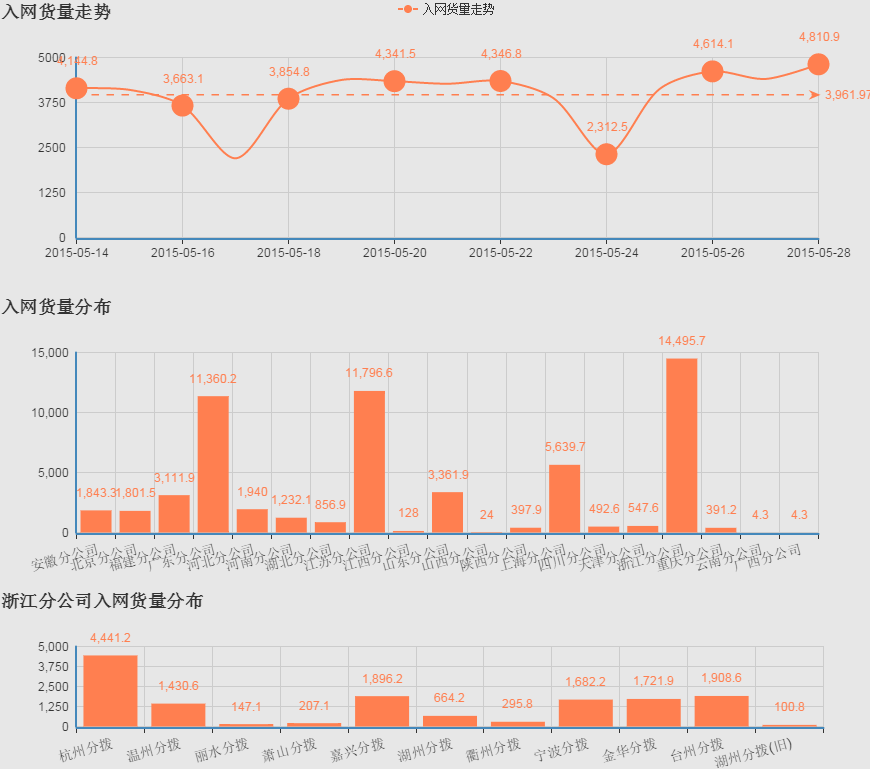 入网货量走势
入网货量走势
4,144.8 3,663.1 3,854.8 4,341.5 4,346.8 2,312.5 4,614.1 4,810.9
3,961.97
5000
3750
2500
1250
0
2015-05-14 2015-05-16 2015-05-18 2015-05-20 2015-05-22 2015-05-24 2015-05-26 2015-05-28
入网货量分布
15,000
10,000
5,000
0
1,843.3 1,801.5 3,111.9 11,360.2 1,940 1,232.1 856.9 11,796.6 128 3,361.9 24 397.9 5,639.7 492.6 547.6 14,495.7 391.2 4.3 4.3
安徽分公司 北京分公司 福建分公司 广东分公司 河北分公司 河南分公司 湖北分公司 江苏分公司 江西分公司 山东分公司 山西分公司 陕西分公司 上海分公司 四川分公司 天津分公司 浙江分公司 重庆分公司 云南分公司 广西分公司
浙江分公司入网货量分布
5,000
3,750
2,500
1,250
0
4,441.2 1,430.6 147.1 207.1 1,896.2 664.2 295.8 1,682.2 1,721.9 1,908.6 100.8
杭州分拨 温州分拨 丽水分拨 萧山分拨 嘉兴分拨 湖州分拨 衢州分拨 宁波分拨 金华分拨 台州分拨 湖州分拨(旧)